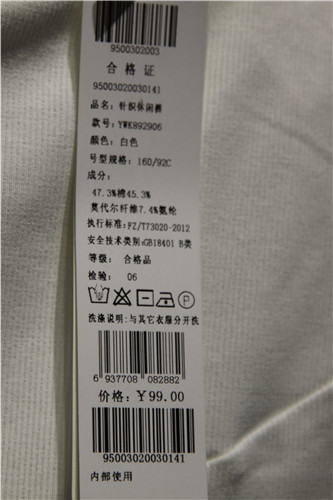 9500302003
合格证
95003020030141
品名: 针织休闲裤
款号: YWK892906
颜色: 白色
号型规格: 160/92C
成分:
47.3%棉45.3%
莫代尔纤维7.4%氨纶
执行标准:FZ/T73020-2012
安全技术类别:GB18401 B类
等级: 合格品
检验: 06
P
洗涤说明:与其它衣服分开洗
6 937708 082882
价格: ¥99.00
95003020030141
内部使用